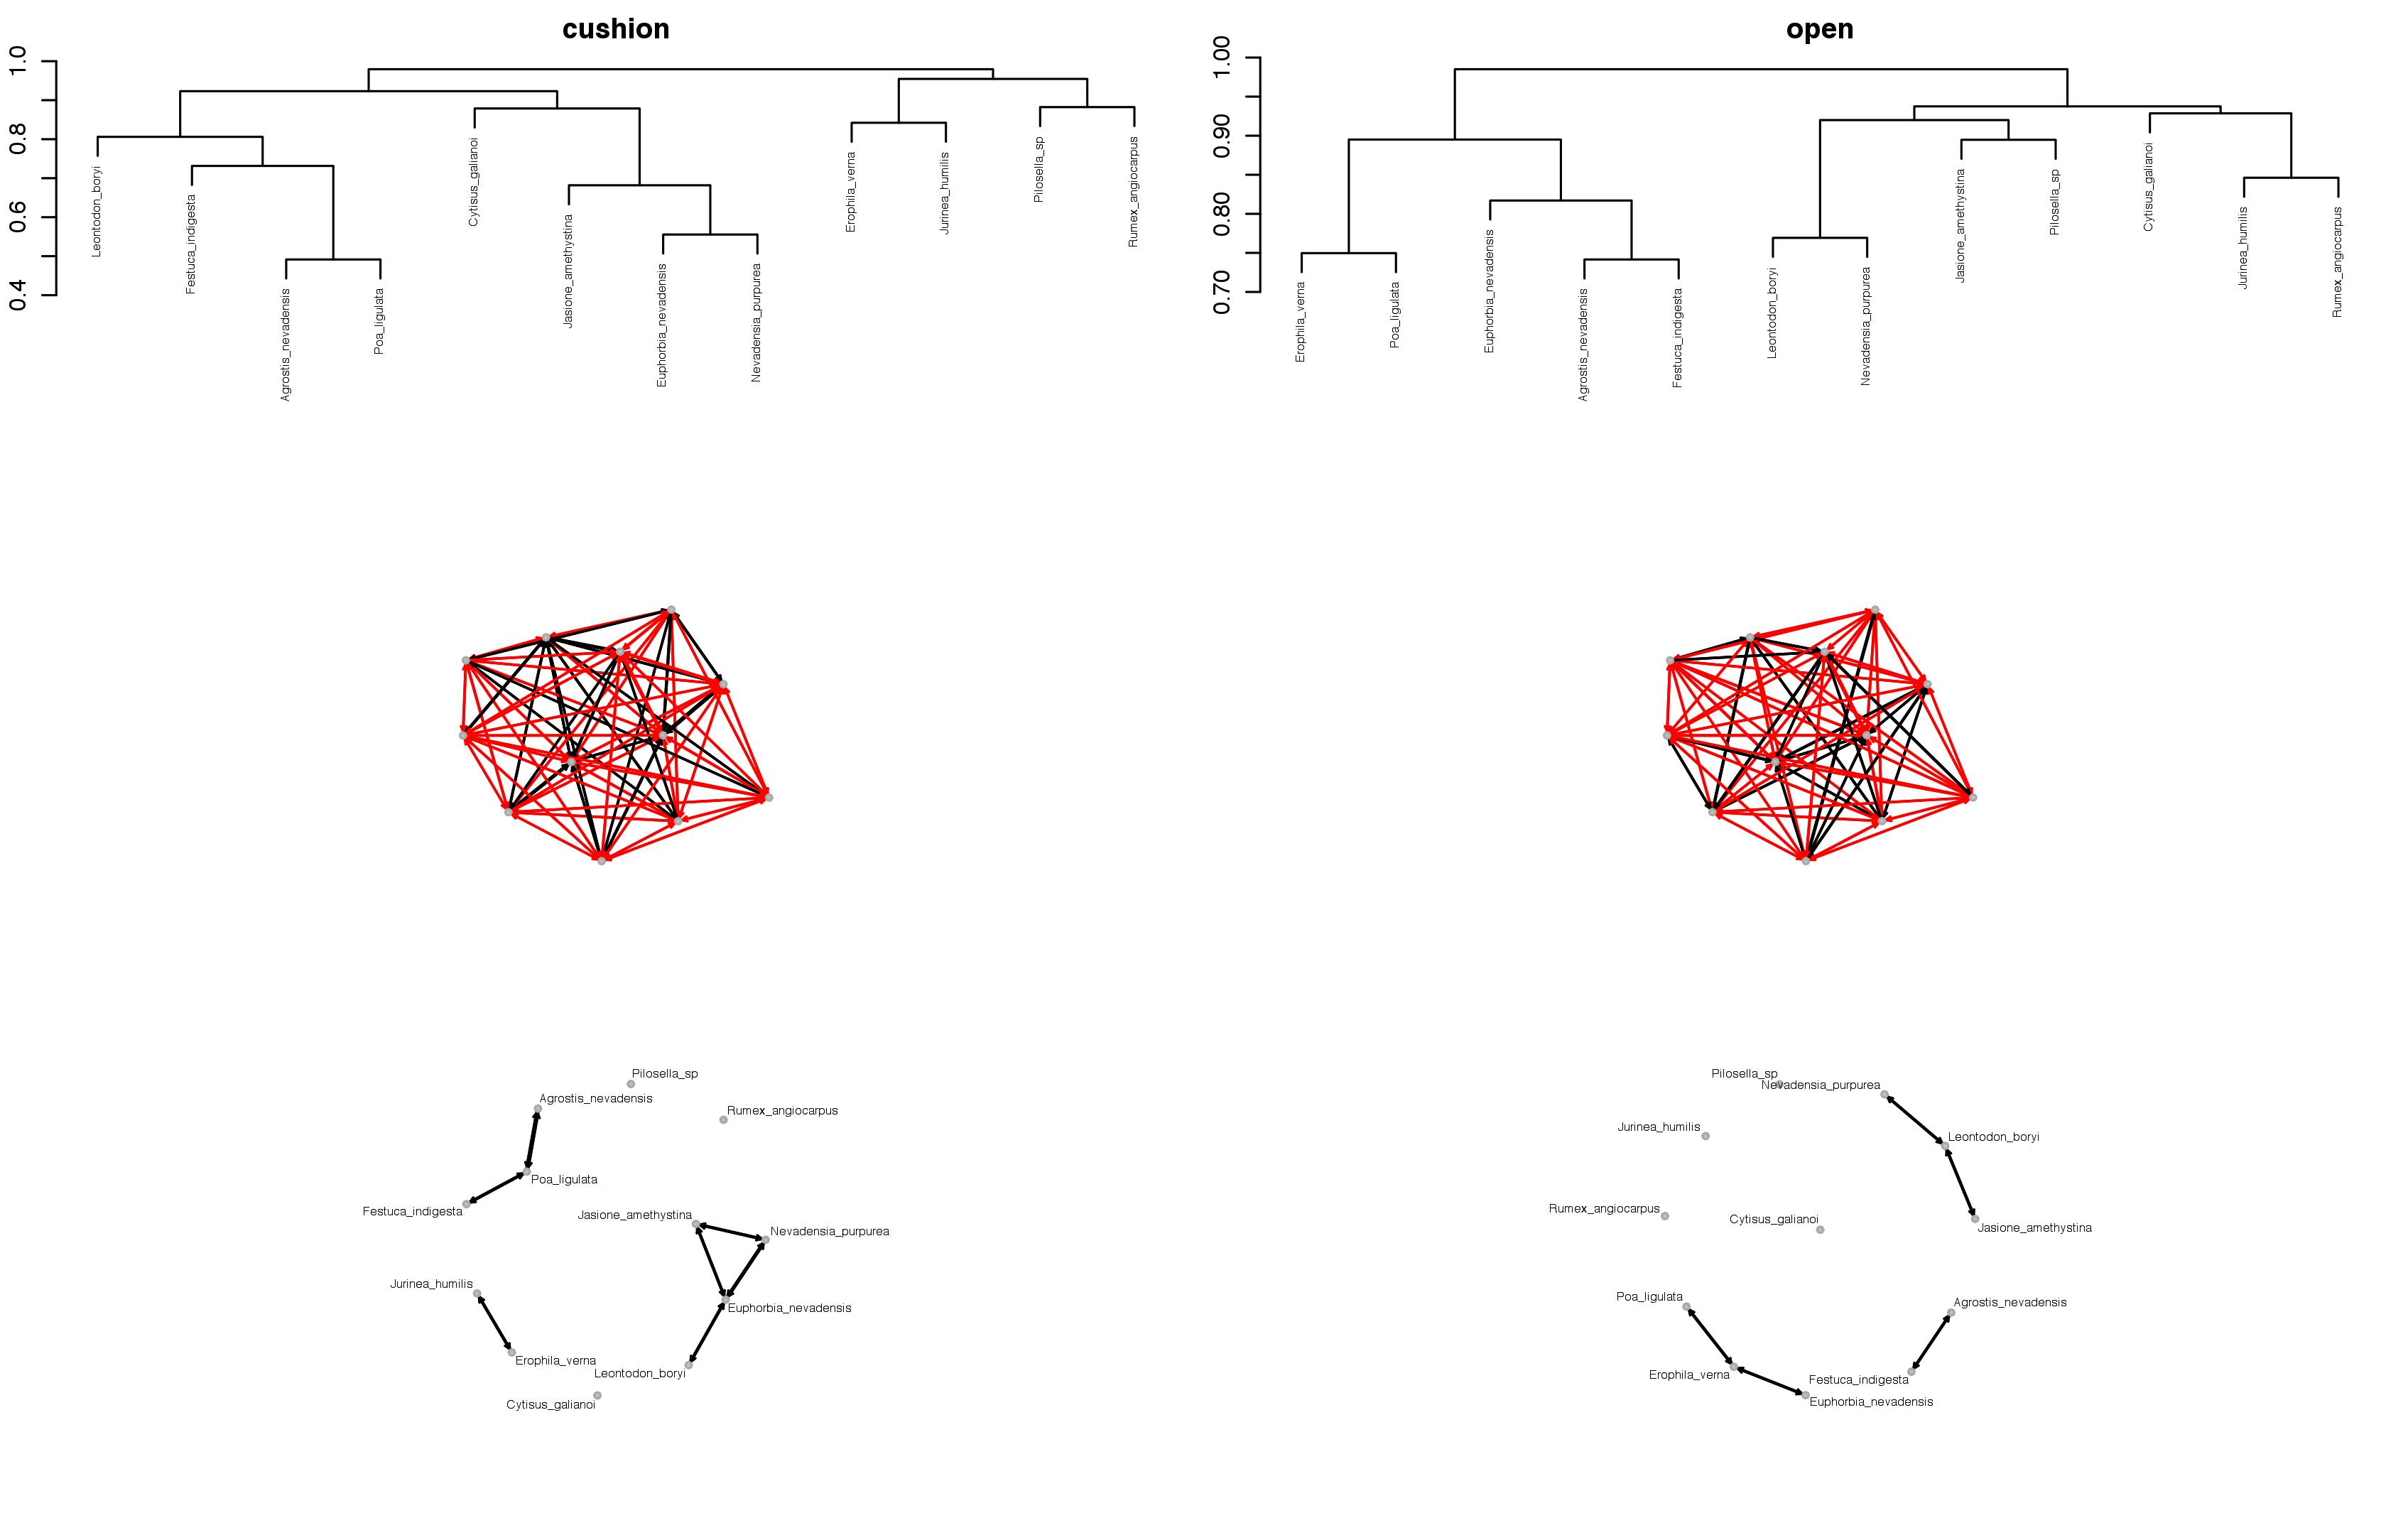 cushion
open
1.0
0.8
0.6
0.4
Leontodon_boryi
Festuca_indigesta
Agrostis_nevadensis
Poa_ligulata
Cytisus_galianoi
Jasione_amethystina
Euphorbia_nevadensis
Nevadensia_purpurea
Erophila_verna
Jurinea_humilis
Pilosella_sp
Rumex_angiocarpus
1.00
0.90
0.80
0.70
Erophila_verna
Poa_ligulata
Euphorbia_nevadensis
Agrostis_nevadensis
Festuca_indigesta
Leontodon_boryi
Nevadensia_purpurea
Jasione_amethystina
Pilosella_sp
Cytisus_galianoi
Jurinea_humilis
Rumex_angiocarpus
Pilosella_sp
Agrostis_nevadensis
Rumex_angiocarpus
Poa_ligulata
Festuca_indigesta
Jasione_amethystina
Nevadensia_purpurea
Jurinea_humilis
Euphorbia_nevadensis
Erophila_verna
Leontodon_boryi
Cytisus_galianoi
Pilosella_sp
Nevadensia_purpurea
Jurinea_humilis
Leontodon_boryi
Rumex_angiocarpus
Cytisus_galianoi
Jasione_amethystina
Poa_ligulata
Agrostis_nevadensis
Erophila_verna
Festuca_indigesta
Euphorbia_nevadensis